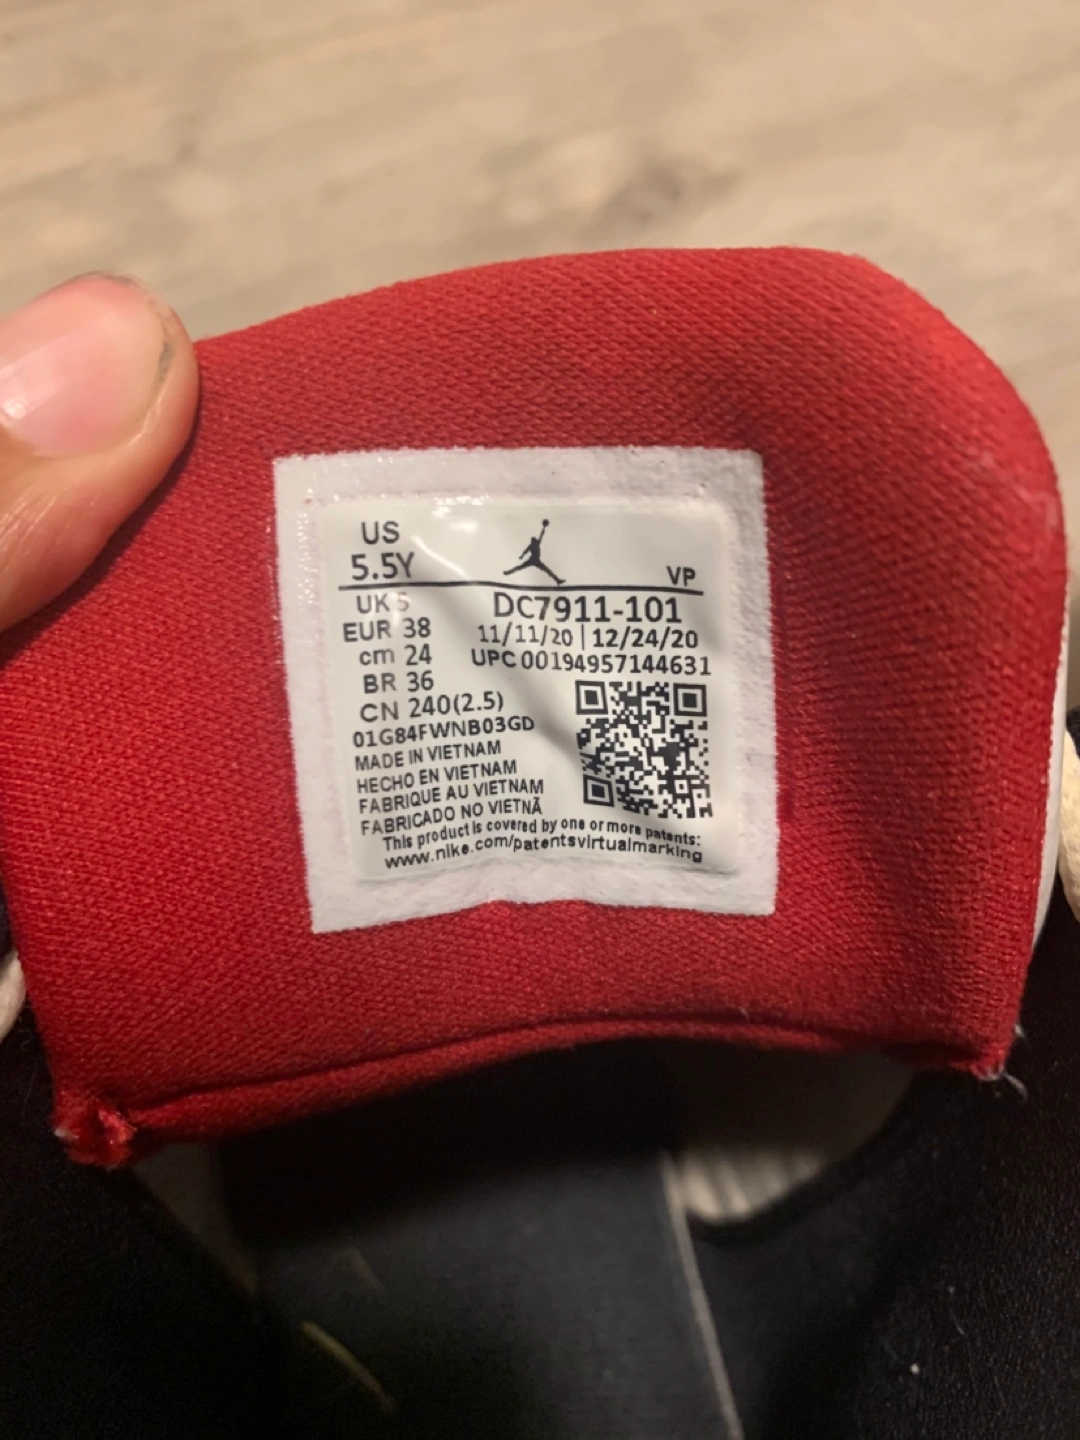 US
5.5Y
VP
UK 5
EUR 38
cm 24
BR 36
CN 240(2.5)
DC7911-101
11/11/20 | 12/24/20
UPC 00194957144631
01G84FWNB03GD
MADE IN VIETNAM
HECHO EN VIETNAM
FABRIQUE AU VIETNAM
FABRICADO NO VIETNÃ
This product is covered by one or more patents:
www.nike.com/patentsvirtualmarking